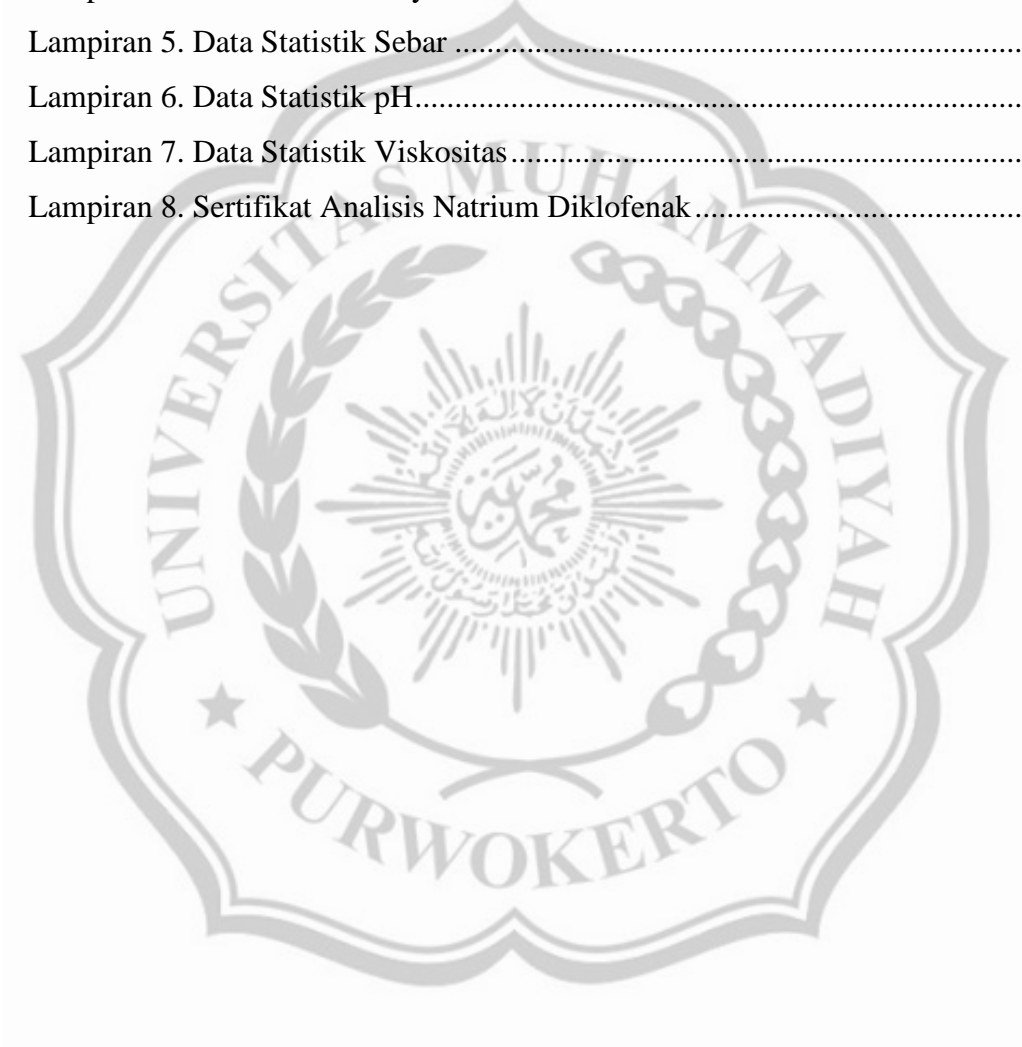 Lampiran 5. Data Statistik Sebar ........................................................................
Lampiran 6. Data Statistik pH.............................................................................
Lampiran 7. Data Statistik Viskositas................................................................
Lampiran 8. Sertifikat Analisis Natrium Diklofenak.........................................
UNIVERSITAS MUHAMMADIYAH
محمدية
PURWOKERTO